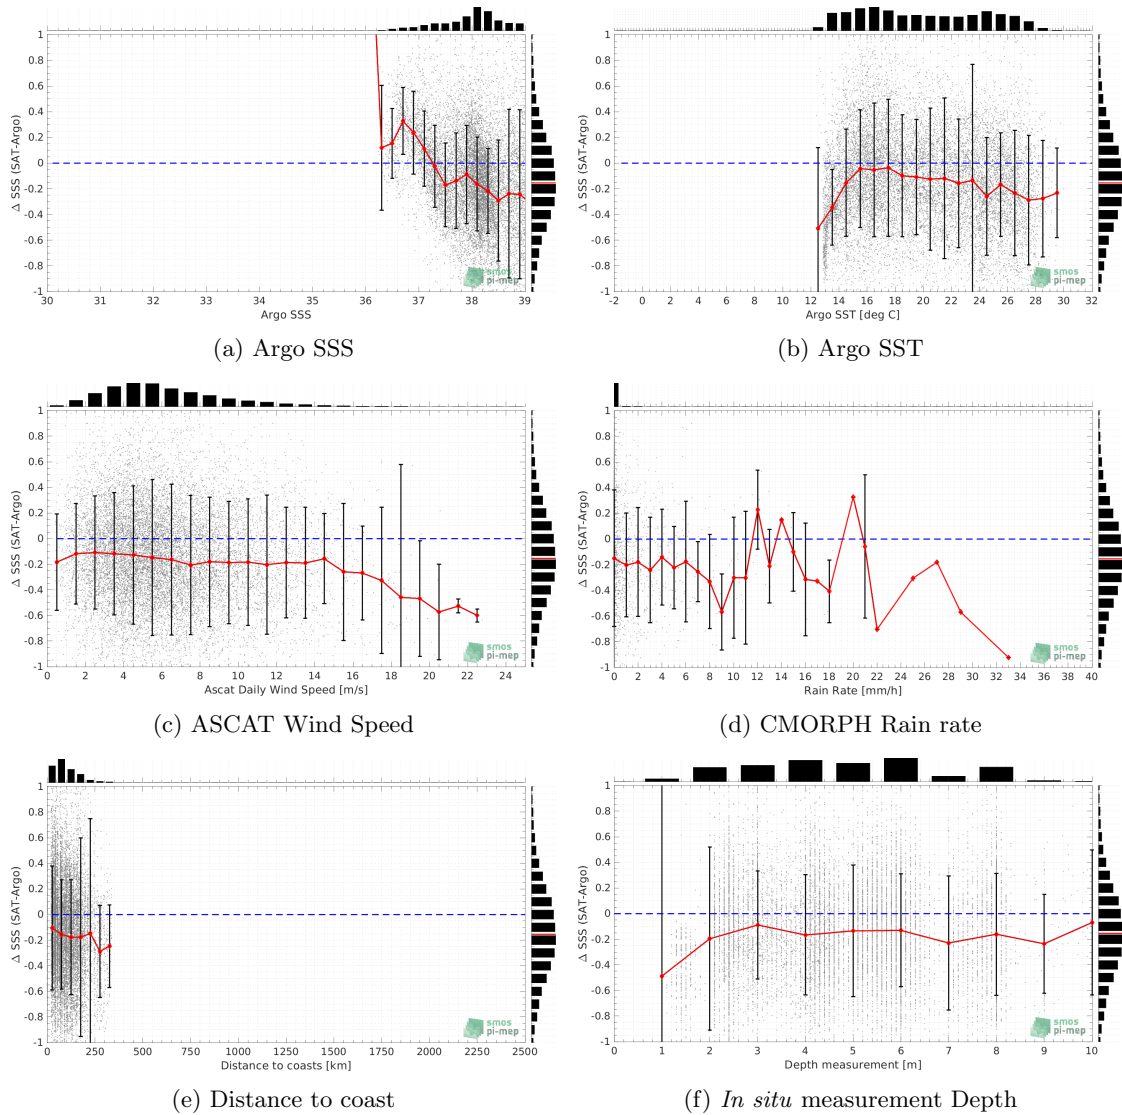 1
0.8
0.6
0.4
0.2
0
-0.2
-0.4
-0.6
-0.8
-1
Δ SSS (SAT-Argo)
smos
pi-mep
30 31 32 33 34 35 36 37 38 39
Argo SSS
(a) Argo SSS
1
0.8
0.6
0.4
0.2
0
-0.2
-0.4
-0.6
-0.8
-1
Δ SSS (SAT-Argo)
smos
pi-mep
-2 0 2 4 6 8 10 12 14 16 18 20 22 24 26 28 30 32
Argo SST [deg C]
(b) Argo SST
1
0.8
0.6
0.4
0.2
0
-0.2
-0.4
-0.6
-0.8
-1
Δ SSS (SAT-Argo)
smos
pi-mep
0 2 4 6 8 10 12 14 16 18 20 22 24
Ascat Daily Wind Speed [m/s]
(c) ASCAT Wind Speed
1
0.8
0.6
0.4
0.2
0
-0.2
-0.4
-0.6
-0.8
-1
Δ SSS (SAT-Argo)
smos
pi-mep
0 2 4 6 8 10 12 14 16 18 20 22 24 26 28 30 32 34 36 38 40
Rain Rate [mm/h]
(d) CMORPH Rain rate
1
0.8
0.6
0.4
0.2
0
-0.2
-0.4
-0.6
-0.8
-1
Δ SSS (SAT-Argo)
smos
pi-mep
0 250 500 750 1000 1250 1500 1750 2000 2250 2500
Distance to coasts [km]
(e) Distance to coast
1
0.8
0.6
0.4
0.2
0
-0.2
-0.4
-0.6
-0.8
-1
Δ SSS (SAT-Argo)
smos
pi-mep
0 1 2 3 4 5 6 7 8 9 10
Depth measurement [m]
(f) In situ measurement Depth